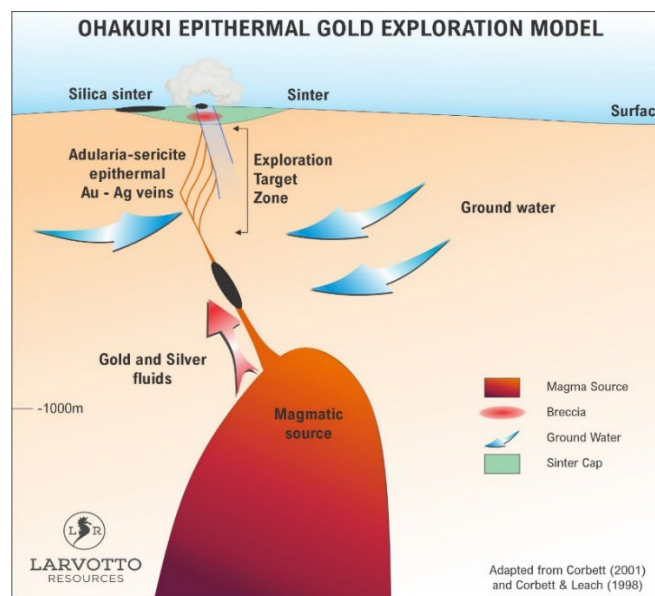 OHAKURI EPITHERMAL GOLD EXPLORATION MODEL
Silica sinter
Sinter
Surfac
Adularia-sericite
epithermal
Au - Ag veins
Exploration
Target
Zone
Ground water
Gold and Silver
fluids
-1000m
Magmatic
source
Magma Source
Breccia
Ground Water
Sinter Cap
L R
LARVOTTO
RESOURCES
Adapted from Corbett (2001)
and Corbett & Leach (1998)